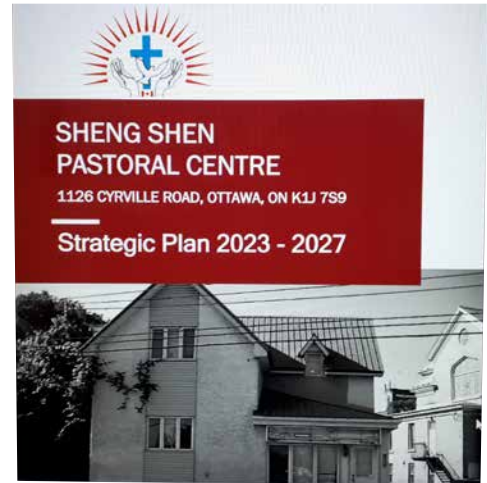 SHENG SHEN
PASTORAL CENTRE
1126 CYRVILLE ROAD, OTTAWA, ON K1J 7S9
Strategic Plan 2023 - 2027